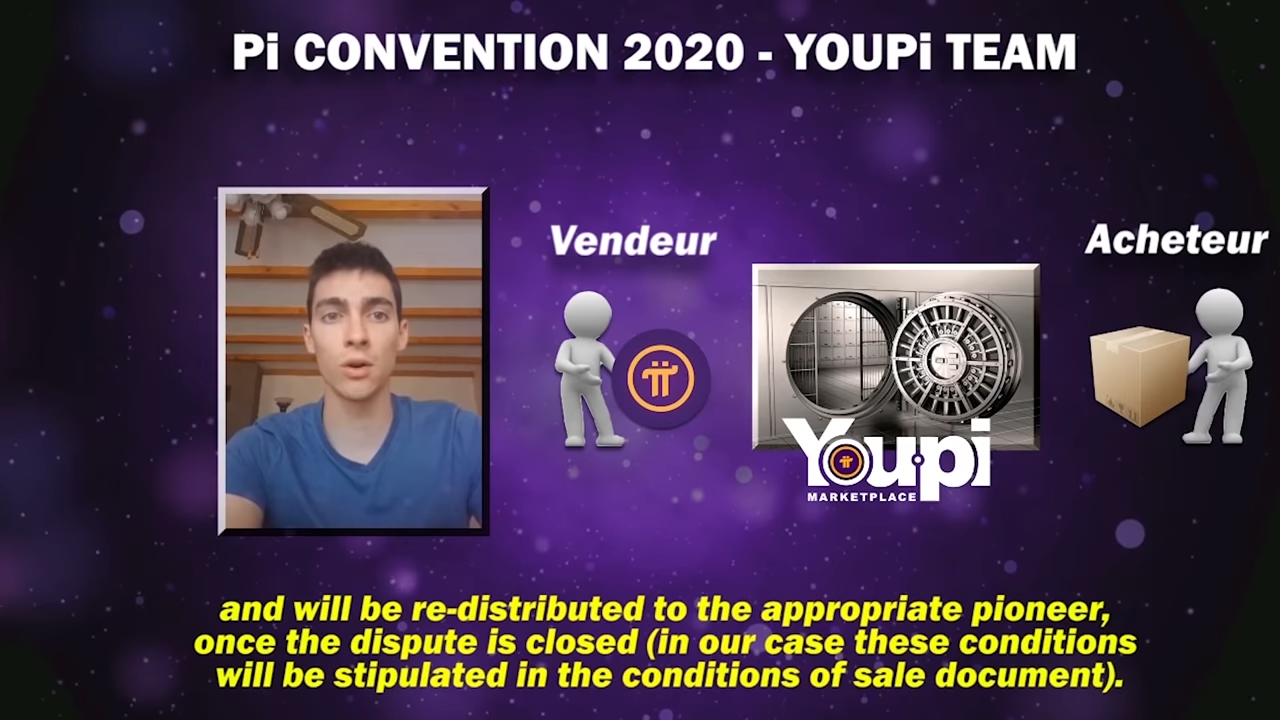 Pi CONVENTION 2020 - YOUPi TEAM
Vendeur
Acheteur
Youpi
MARKETPLACE
and will be re-distributed to the appropriate pioneer,
once the dispute is closed (in our case these conditions
will be stipulated in the conditions of sale document).